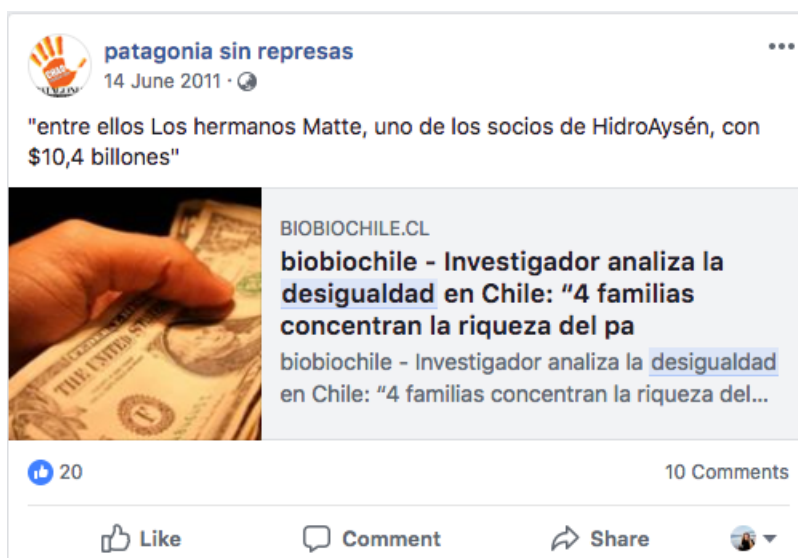 patagonia sin represas
14 June 2011 ·
"entre ellos Los hermanos Matte, uno de los socios de HidroAysén, con
$10,4 billones"
BIOBIOCHILE.CL
biobiochile - Investigador analiza la
desigualdad en Chile: “4 familias
concentran la riqueza del pa
biobiochile - Investigador analiza la desigualdad
en Chile: “4 familias concentran la riqueza del...
THE UNITED
20
10 Comments
Like
Comment
Share